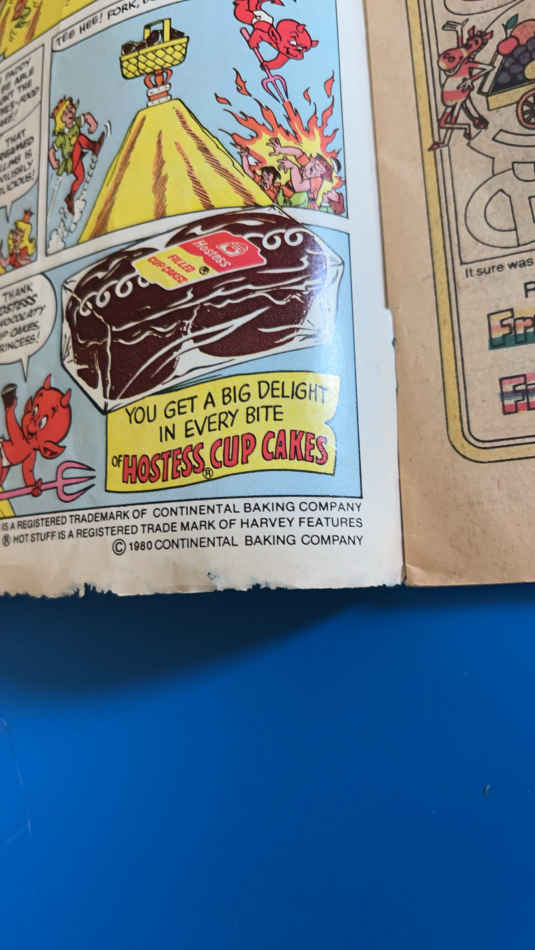 TEE HEE! FORK,
THAT
THANK
HOSTESS
CUP CAKES,
PRINCESS!
Hostess
FILLED
CUP CAKES
YOU GET A BIG DELIGHT
IN EVERY BITE
OF HOSTESS® CUP CAKES
IS A REGISTERED TRADEMARK OF CONTINENTAL BAKING COMPANY
® HOT STUFF IS A REGISTERED TRADE MARK OF HARVEY FEATURES
© 1980 CONTINENTAL BAKING COMPANY
It sure was